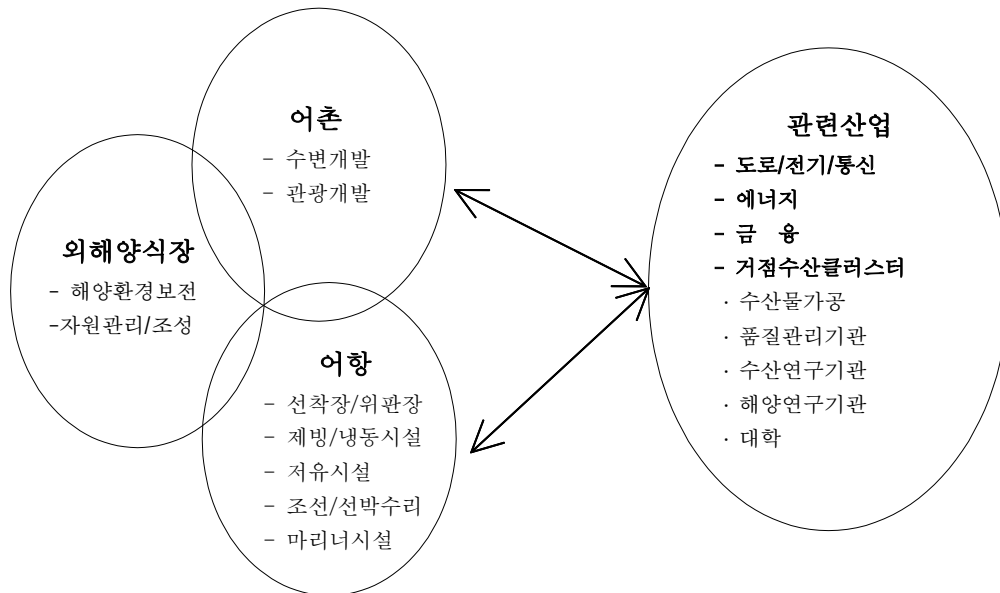 어촌
- 수변개발
- 관광개발
외해양식장
- 해양환경보전
-자원관리/조성
어항
- 선착장/위판장
- 제빙/냉동시설
- 저유시설
- 조선/선박수리
- 마리너시설
관련산업
- 도로/전기/통신
- 에너지
- 금 융
- 거점수산클러스터
· 수산물가공
· 품질관리기관
· 수산연구기관
· 해양연구기관
· 대학